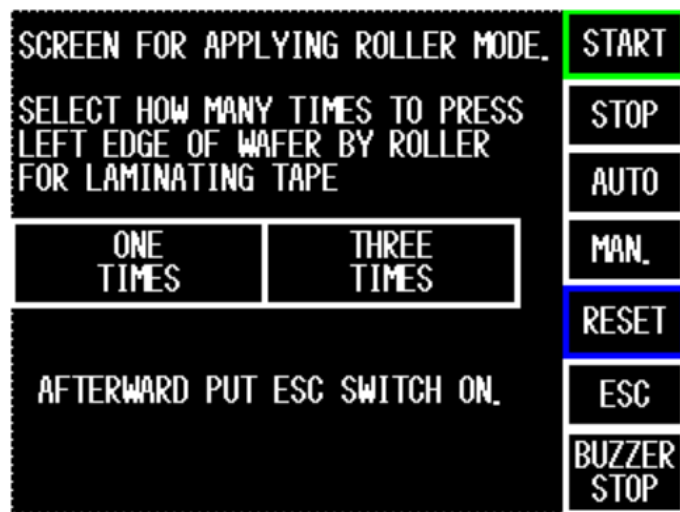 SCREEN FOR APPLYING ROLLER MODE.
SELECT HOW MANY TIMES TO PRESS
LEFT EDGE OF WAFER BY ROLLER
FOR LAMINATING TAPE
ONE
TIMES
THREE
TIMES
AFTERWARD PUT ESC SWITCH ON.
START
STOP
AUTO
MAN.
RESET
ESC
BUZZER
STOP